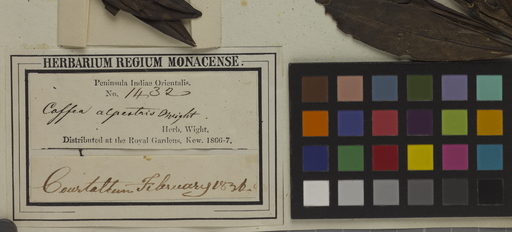 HERBARIUM REGIUM MONACENSE.
Peninsula Indiae Orientalis.
No. 1432
Coffea alpestris Wight.
Herb. Wight.
Distributed at the Royal Gardens, Kew. 1866-7.
Courtallum February 1836.